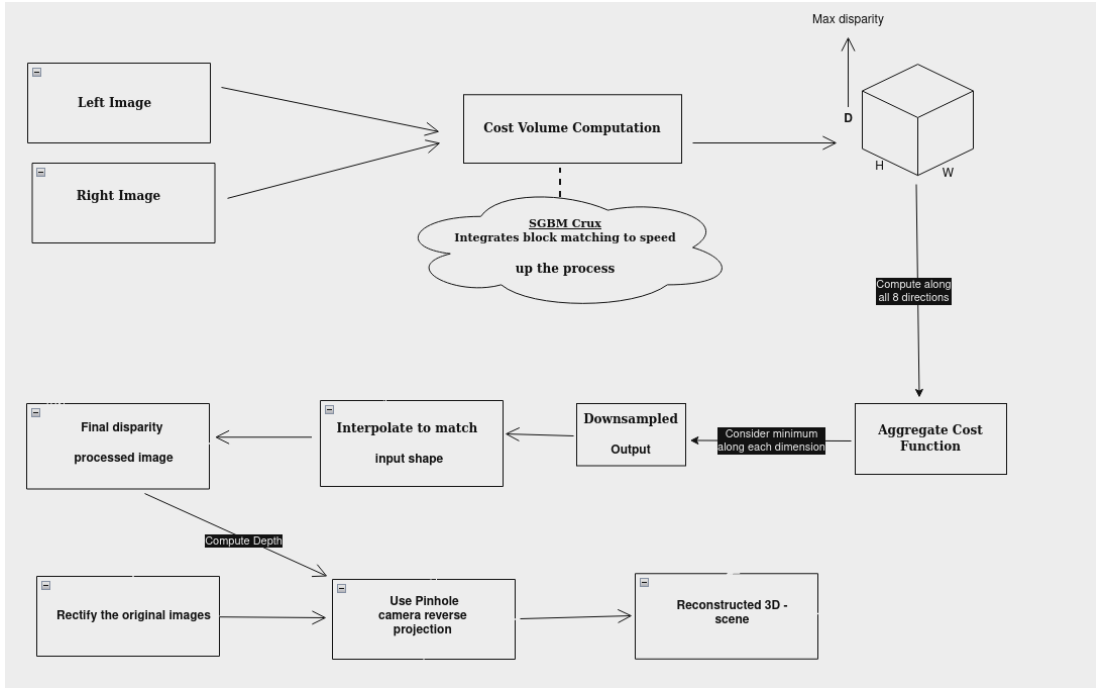 Max disparity
Left Image
Cost Volume Computation
D
H
W
Right Image
SGBM Crux
Integrates block matching to speed
up the process
Compute along
all 8 directions
Final disparity
processed image
Interpolate to match
input shape
Downsampled
Output
Consider minimum
along each dimension
Aggregate Cost
Function
Compute Depth
Rectify the original images
Use Pinhole
camera reverse
projection
Reconstructed 3D -
scene